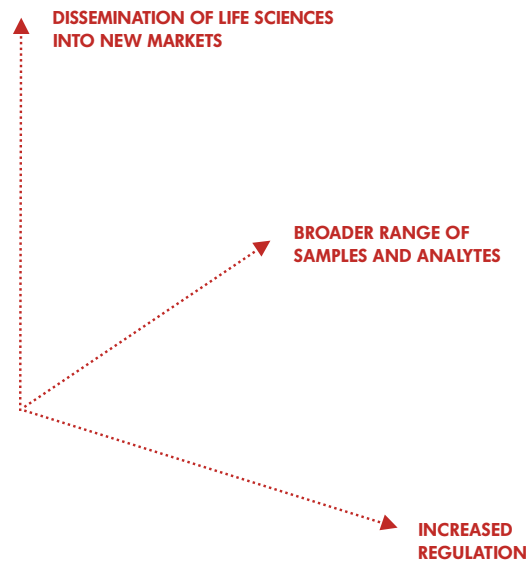 DISSEMINATION OF LIFE SCIENCES
INTO NEW MARKETS
BROADER RANGE OF
SAMPLES AND ANALYTES
INCREASED
REGULATION